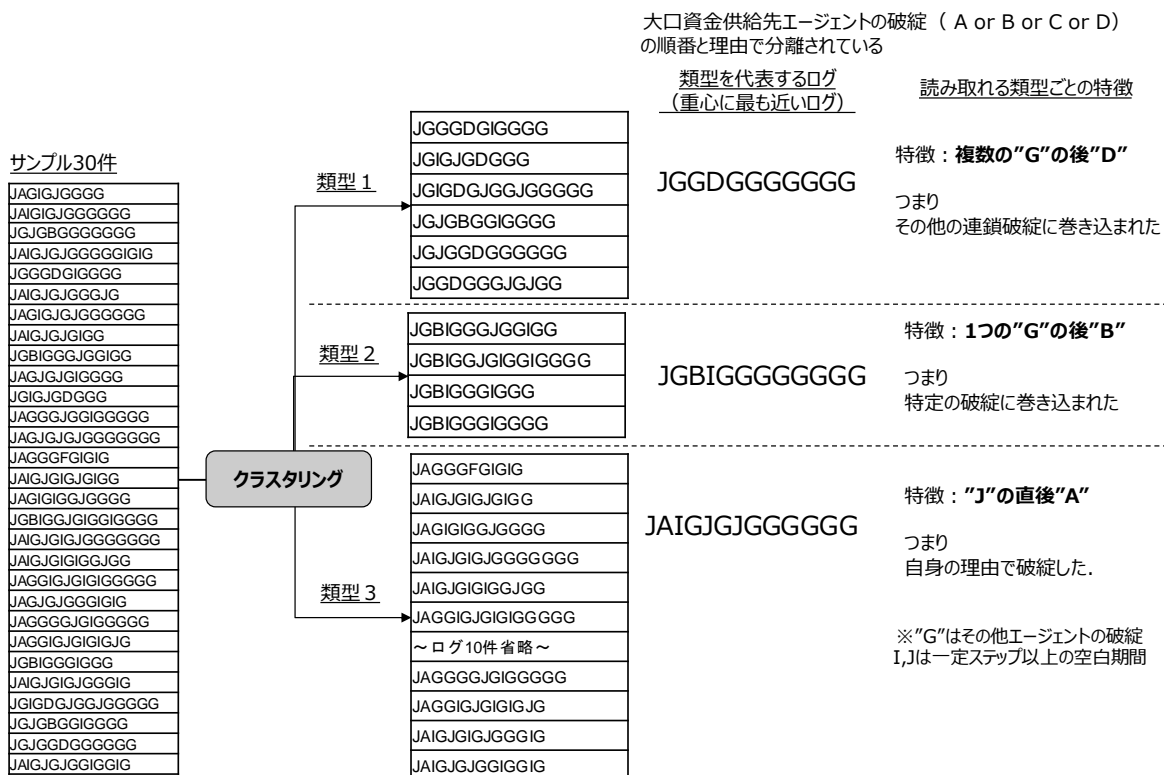 大口資金供給先エージェントの破綻（ A or B or C or D）
の順番と理由で分離されている
類型を代表するログ
（重心に最も近いログ）
読み取れる類型ごとの特徴
サンプル30件
JAGIGJGGGG
JAIGIGJGGGGGG
JGJGBGGGGGGG
JAIGJGJGGGGGIGIG
JGGGDGIGGGG
JAIGJGJGGGJG
JAGIGJGJGGGGGG
JAIGJGJGIGG
JGBIGGGJGGIGG
JAGJGJGIGGGG
JGIGJGDGGG
JAGGGJGGIGGGGG
JAGJGJGJGGGGGGG
JAGGGFGIGIG
JAIGJGIGJGIGG
JAGIGIGGJGGGG
JGBIGGJGIGGIGGGG
JAIGJGIGJGGGGGGG
JAIGJGIGIGGJGG
JAGGIGJGIGIGGGGG
JAGJGJGGGIGIG
JAGGGGJGIGGGGG
JAGGIGJGIGIGJG
JGBIGGGIGGG
JAIGJGIGJGGGIG
JGIGDGJGGJGGGGG
JGJGBGGIGGGG
JGJGGDGGGGGG
JAIGJGJGGIGGIG
クラスタリング
類型１
JGGGDGIGGGG
JGIGJGDGGG
JGIGDGJGGJGGGGG
JGJGBGGIGGGG
JGJGGDGGGGGG
JGGDGGGJGJGG
JGGDGGGGGGG
特徴：複数の”G”の後”D”
つまり
その他の連鎖破綻に巻き込まれた
類型２
JGBIGGGJGGIGG
JGBIGGJGIGGIGGGG
JGBIGGGIGGG
JGBIGGGIGGGG
JGBIGGGGGGGG
特徴：1つの”G”の後”B”
つまり
特定の破綻に巻き込まれた
類型３
JAGGGFGIGIG
JAIGJGIGJGIGG
JAGIGIGGJGGGG
JAIGJGIGJGGGGGGG
JAIGJGIGIGGJGG
JAGGIGJGIGIGGGGG
～ログ10件省略～
JAGGGGJGIGGGGG
JAGGIGJGIGIGJG
JAIGJGIGJGGGIG
JAIGJGJGGIGGIG
JAIGJGJGGGGGG
特徴：”J”の直後”A”
つまり
自身の理由で破綻した.
※”G”はその他エージェントの破綻
I,Jは一定ステップ以上の空白期間